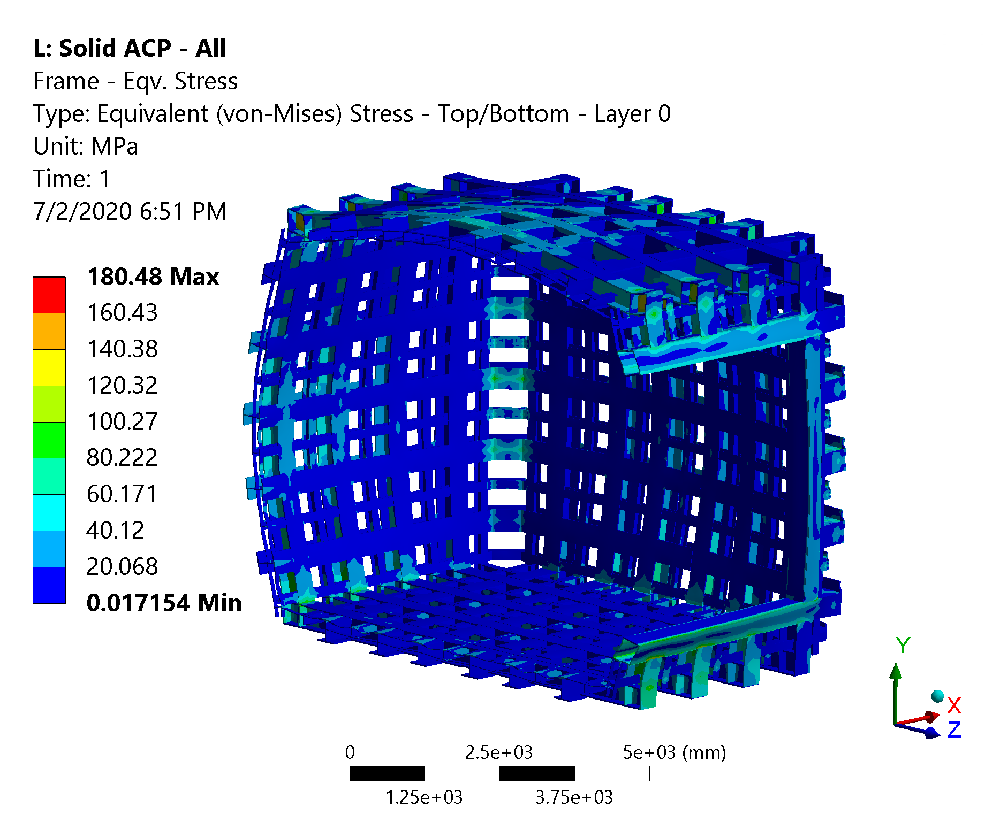 L: Solid ACP - All
Frame - Eqv. Stress
Type: Equivalent (von-Mises) Stress - Top/Bottom - Layer 0
Unit: MPa
Time: 1
7/2/2020 6:51 PM
180.48 Max
160.43
140.38
120.32
100.27
80.222
60.171
40.12
20.068
0.017154 Min
Y
X
Z
0 2.5e+03 5e+03 (mm)
1.25e+03 3.75e+03